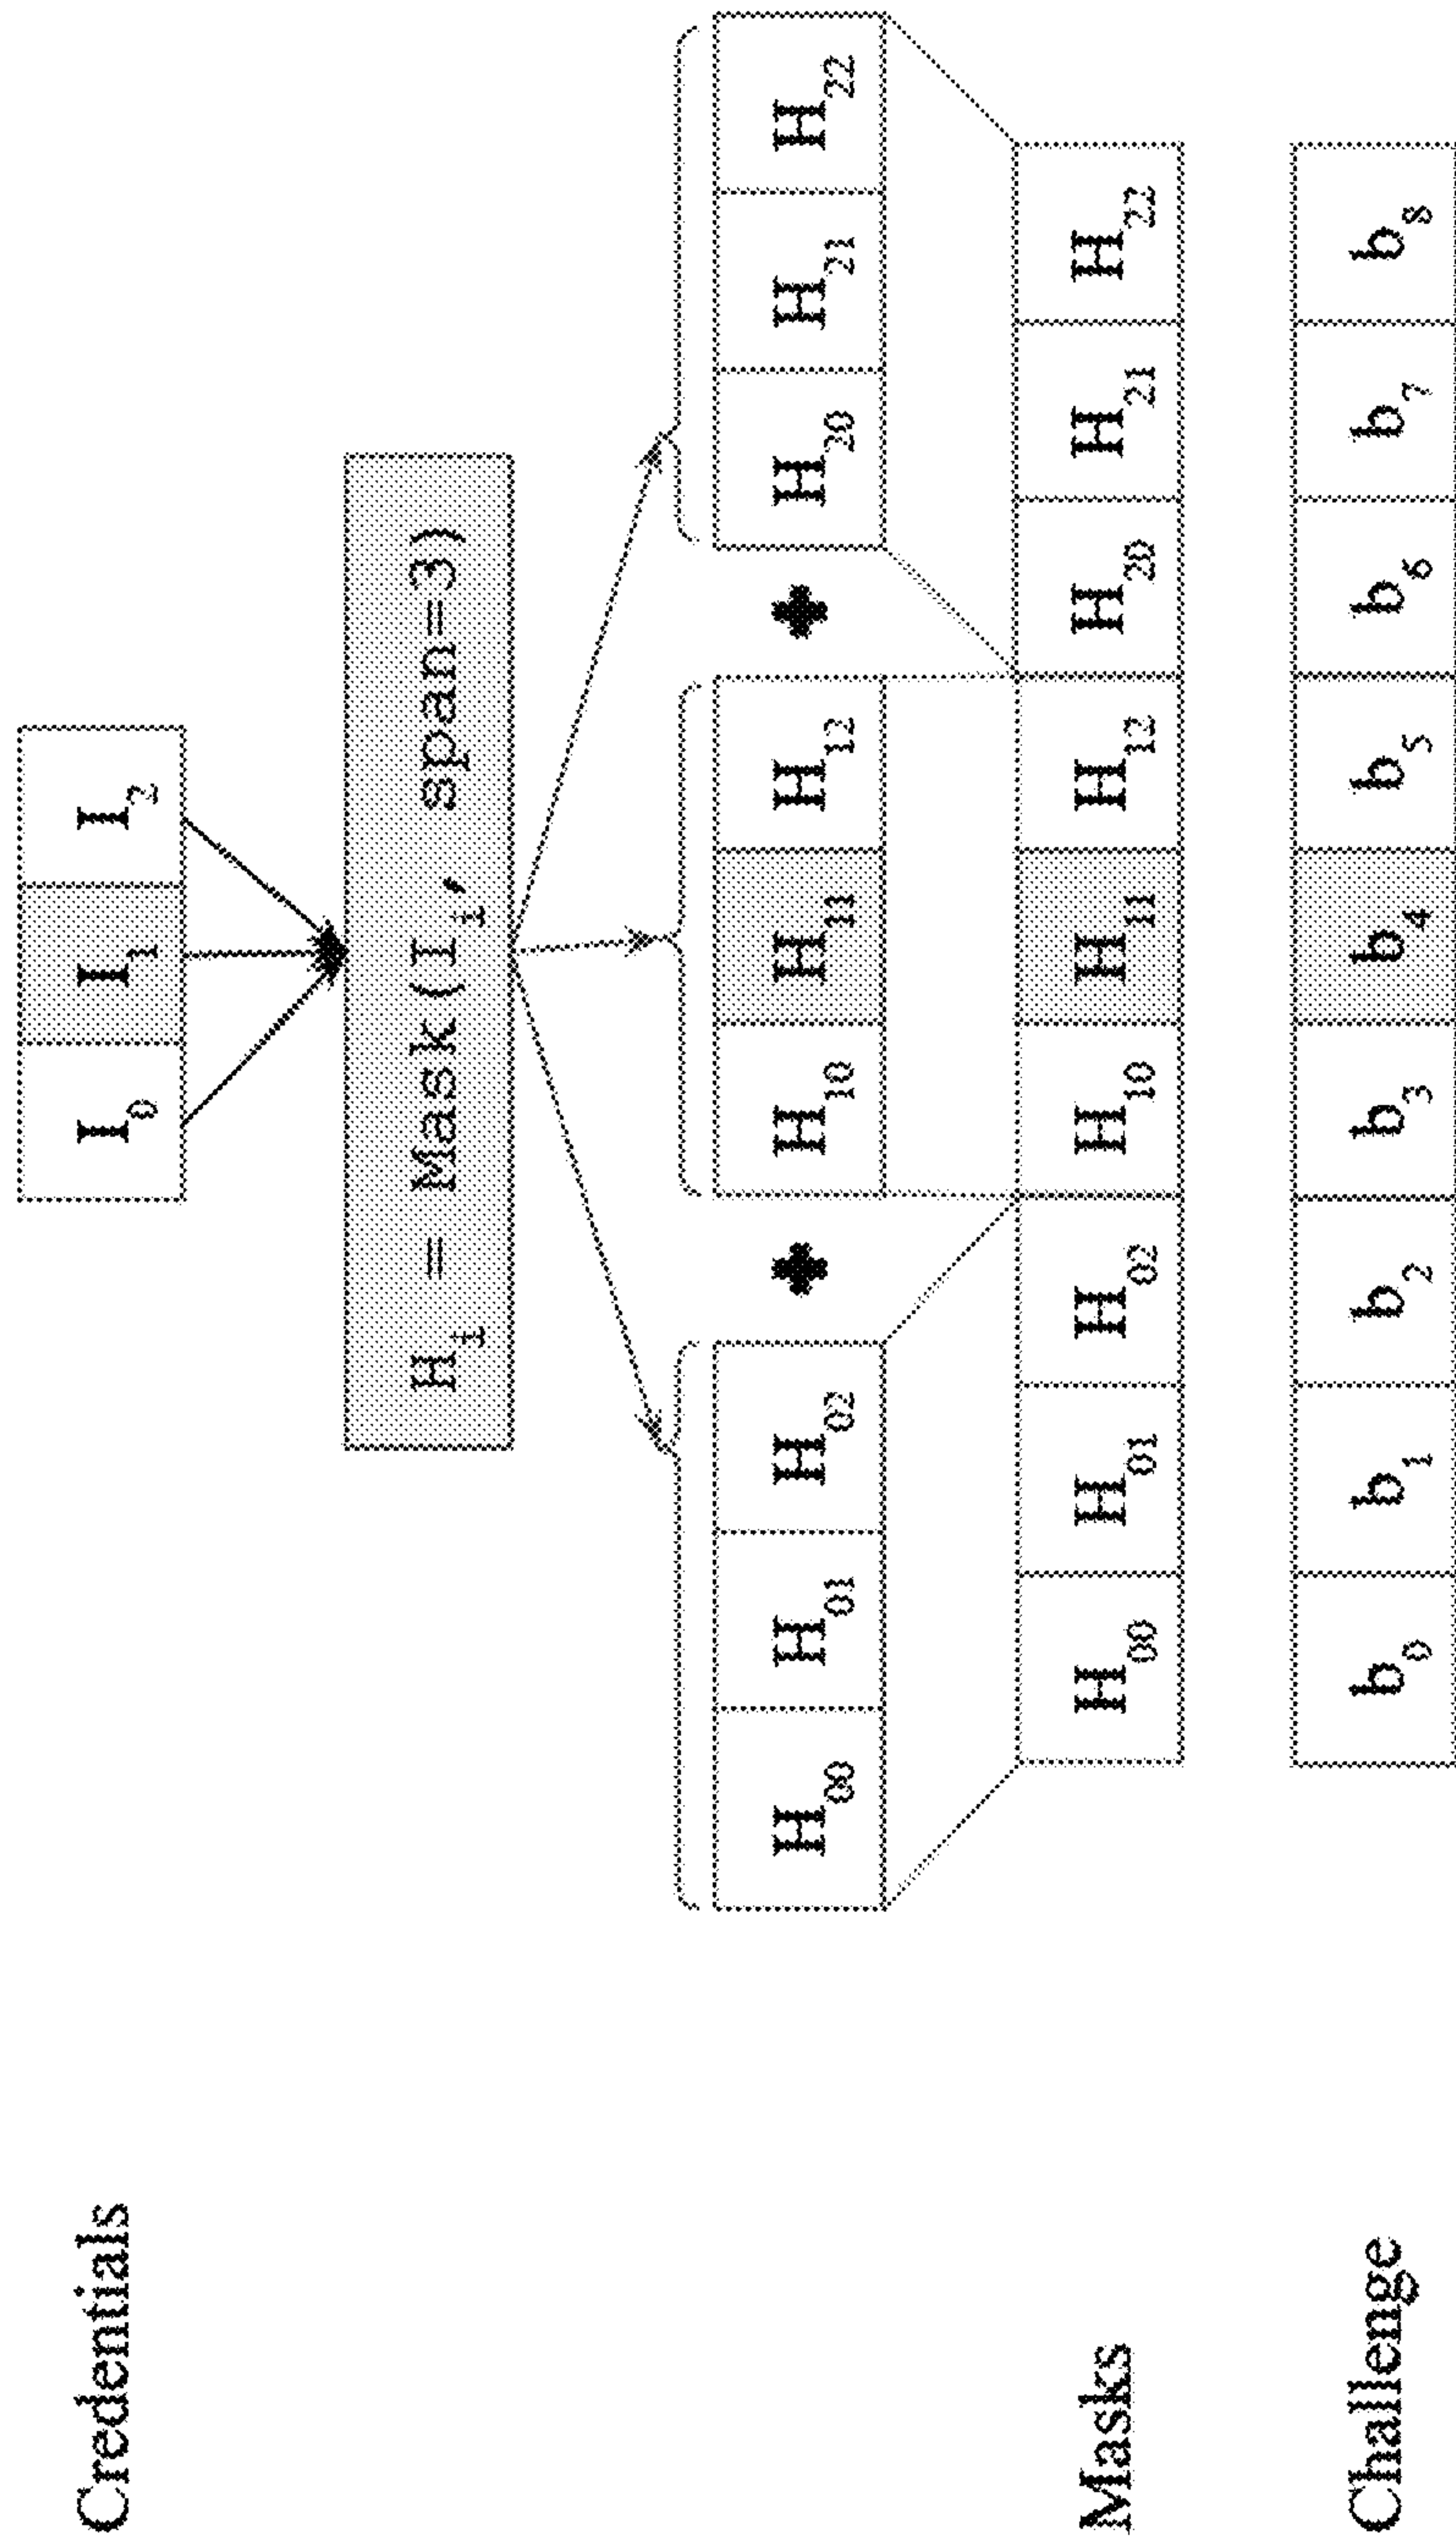 Credentials I₀ I₁ I₂
Hᵢ = Mask(Iᵢ, span=3)
H₀₀ H₀₁ H₀₂ + H₁₀ H₁₁ H₁₂ + H₂₀ H₂₁ H₂₂
Masks H₀₀ H₀₁ H₀₂ H₁₀ H₁₁ H₁₂ H₂₀ H₂₁ H₂₂
Challenge b₀ b₁ b₂ b₃ b₄ b₅ b₆ b₇ b₈